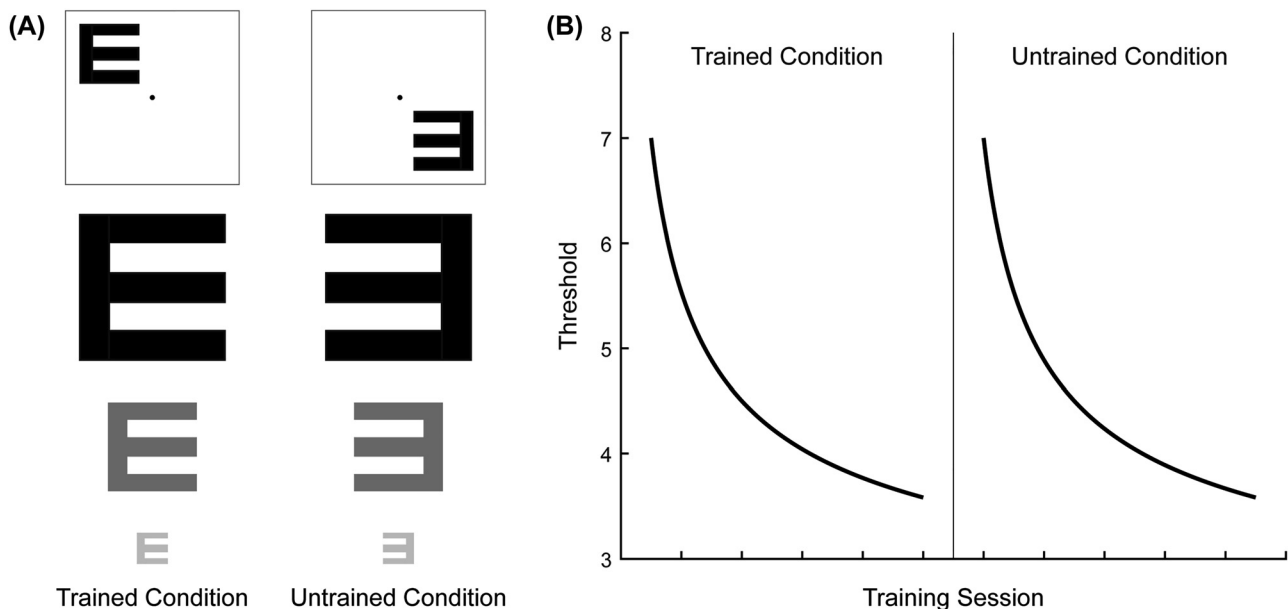 (A)
E
E
E
E
Trained Condition
Untrained Condition
(B)
Trained Condition
Untrained Condition
Threshold
8
7
6
5
4
3
Training Session